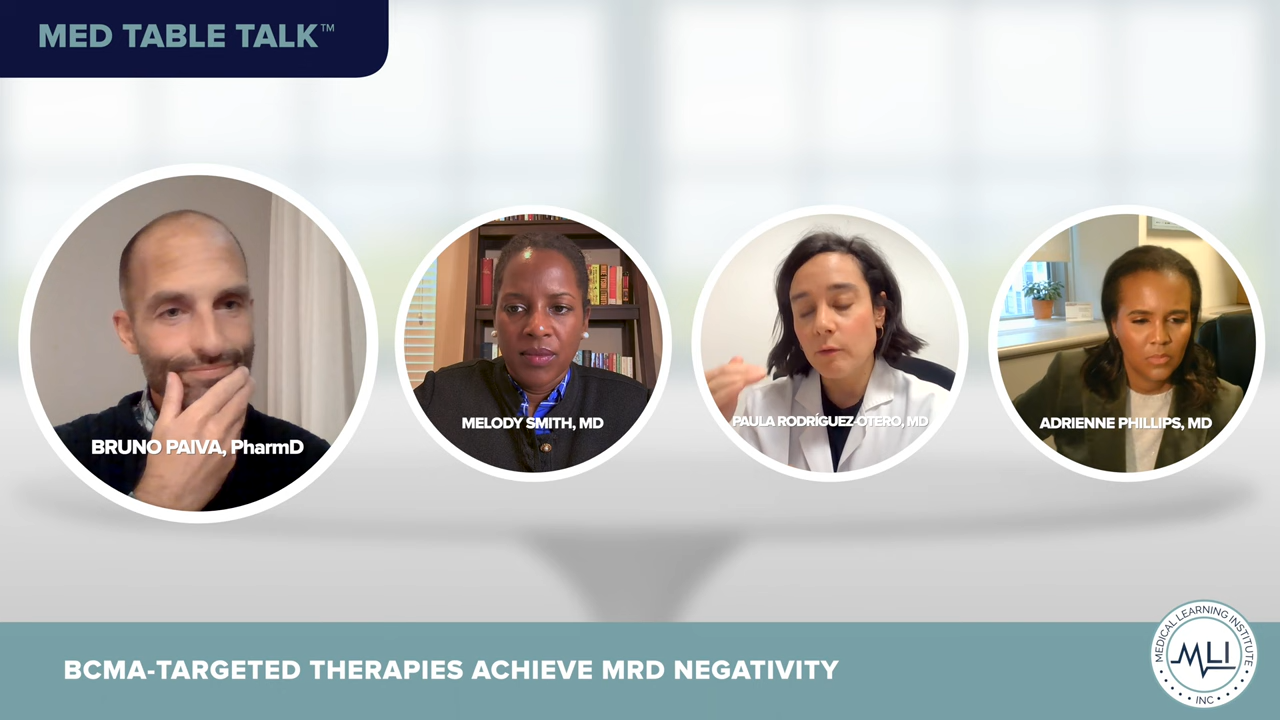 MED TABLE TALK™
BRUNO PAIVA, PharmD
MELODY SMITH, MD
PAULA RODRÍGUEZ-OTERO, MD
ADRIENNE PHILLIPS, MD
BCMA-TARGETED THERAPIES ACHIEVE MRD NEGATIVITY
MEDICAL LEARNING INSTITUTE
MLI
INC